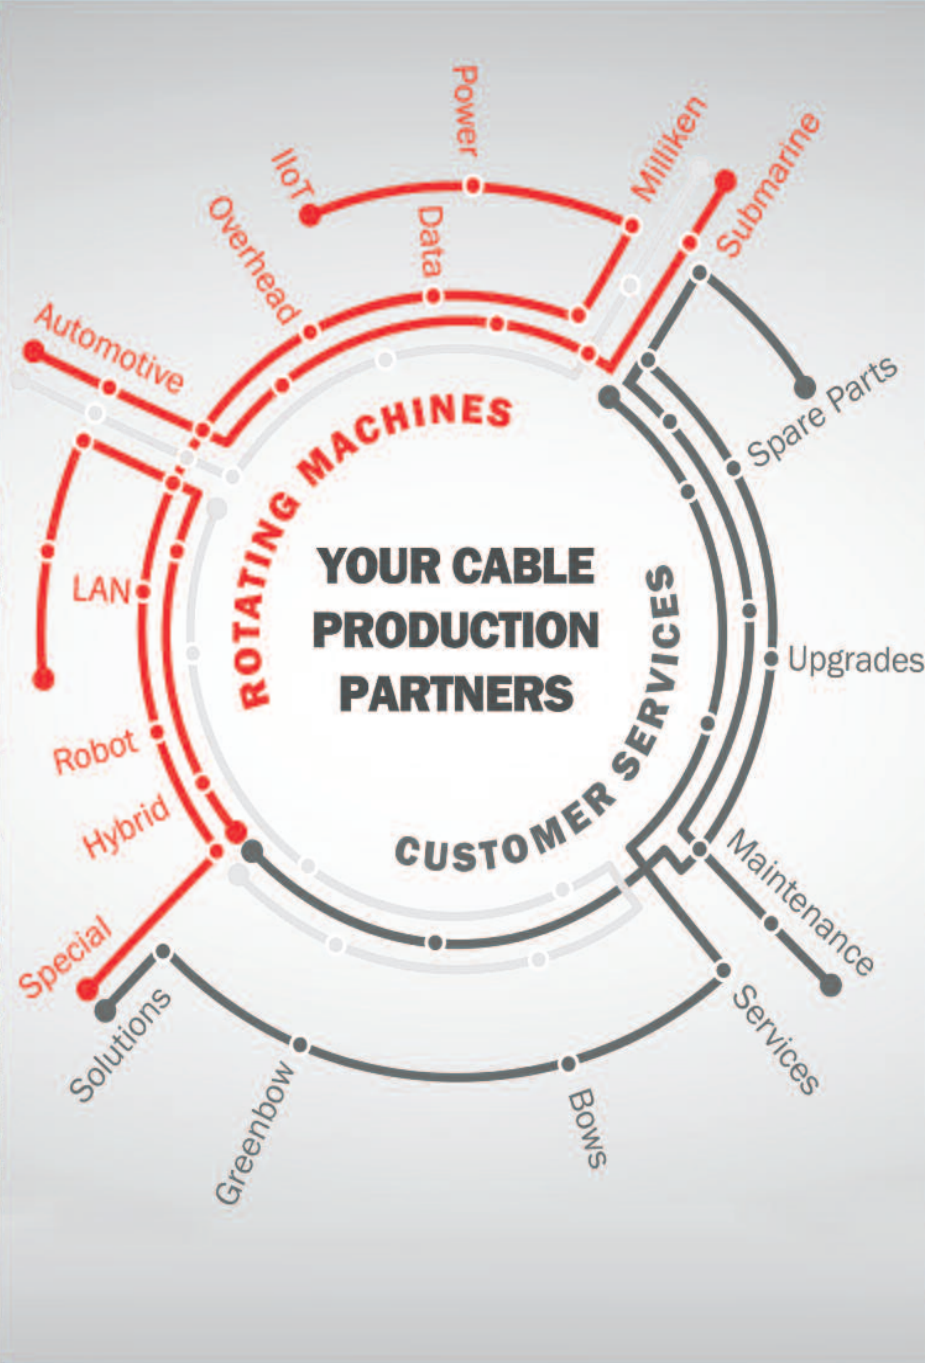 Power
Milliken
Submarine
IIoT
Overhead
Data
Automotive
Spare Parts
ROTATING MACHINES
YOUR CABLE
PRODUCTION
PARTNERS
CUSTOMER SERVICES
LAN
Upgrades
Robot
Hybrid
Maintenance
Special
Solutions
Services
Greenbow
Bows